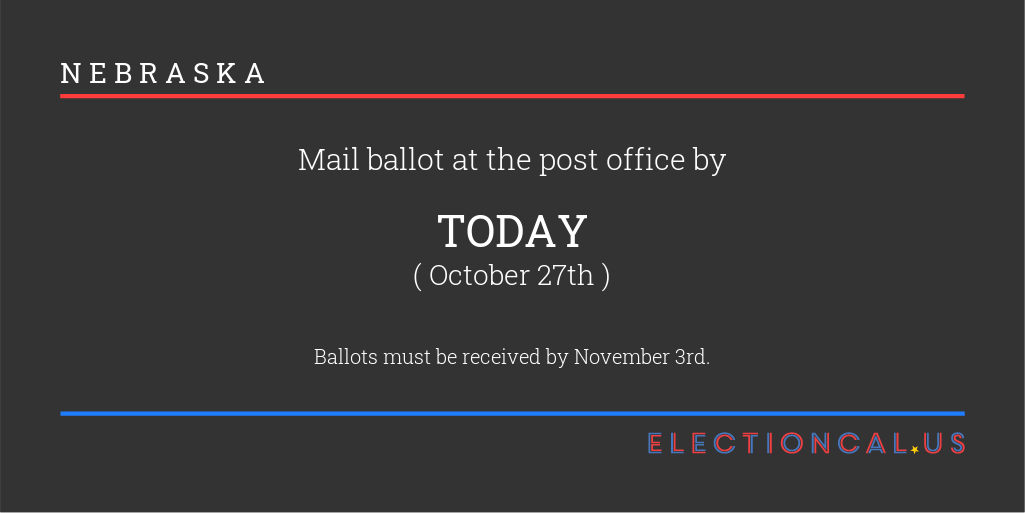 NEBRASKA
Mail ballot at the post office by
TODAY
( October 27th )
Ballots must be received by November 3rd.
ELECTIONCAL.US